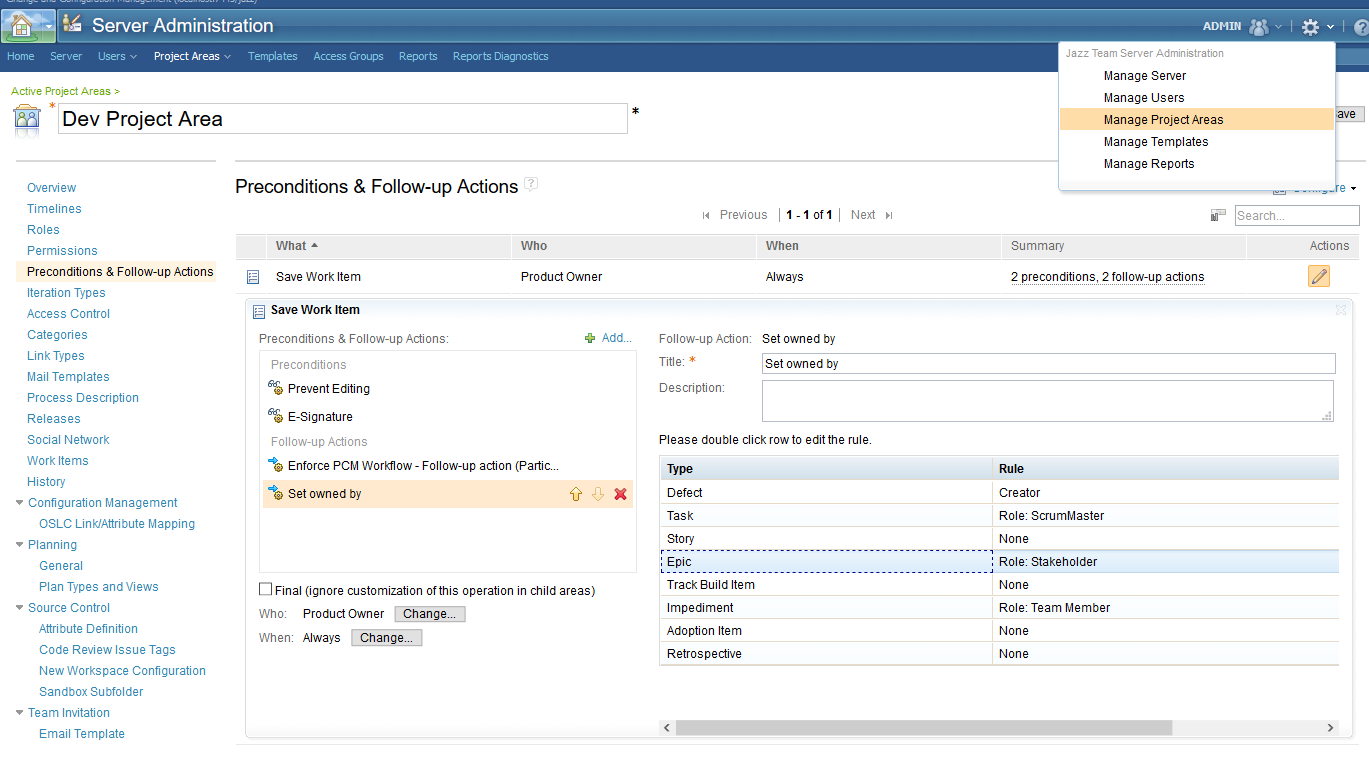 Change and Configuration Management (localhost:7443/jazz)
Server Administration
ADMIN
Home Server Users Project Areas Templates Access Groups Reports Reports Diagnostics
Jazz Team Server Administration
Manage Server
Manage Users
Manage Project Areas
Manage Templates
Manage Reports
Active Project Areas >
* Dev Project Area *
ave
Overview
Timelines
Roles
Permissions
Preconditions & Follow-up Actions
Iteration Types
Access Control
Categories
Link Types
Mail Templates
Process Description
Releases
Social Network
Work Items
History
Configuration Management
OSLC Link/Attribute Mapping
Planning
General
Plan Types and Views
Source Control
Attribute Definition
Code Review Issue Tags
New Workspace Configuration
Sandbox Subfolder
Team Invitation
Email Template
Preconditions & Follow-up Actions ?
Configure
Previous 1 - 1 of 1 Next
Search...
What Who When Summary Actions
Save Work Item Product Owner Always 2 preconditions, 2 follow-up actions
Save Work Item
Preconditions & Follow-up Actions: Add...
Preconditions
Prevent Editing
E-Signature
Follow-up Actions
Enforce PCM Workflow - Follow-up action (Partic...
Set owned by
Final (ignore customization of this operation in child areas)
Who: Product Owner Change...
When: Always Change...
Follow-up Action: Set owned by
Title: * Set owned by
Description:
Please double click row to edit the rule.
Type Rule
Defect Creator
Task Role: ScrumMaster
Story None
Epic Role: Stakeholder
Track Build Item None
Impediment Role: Team Member
Adoption Item None
Retrospective None